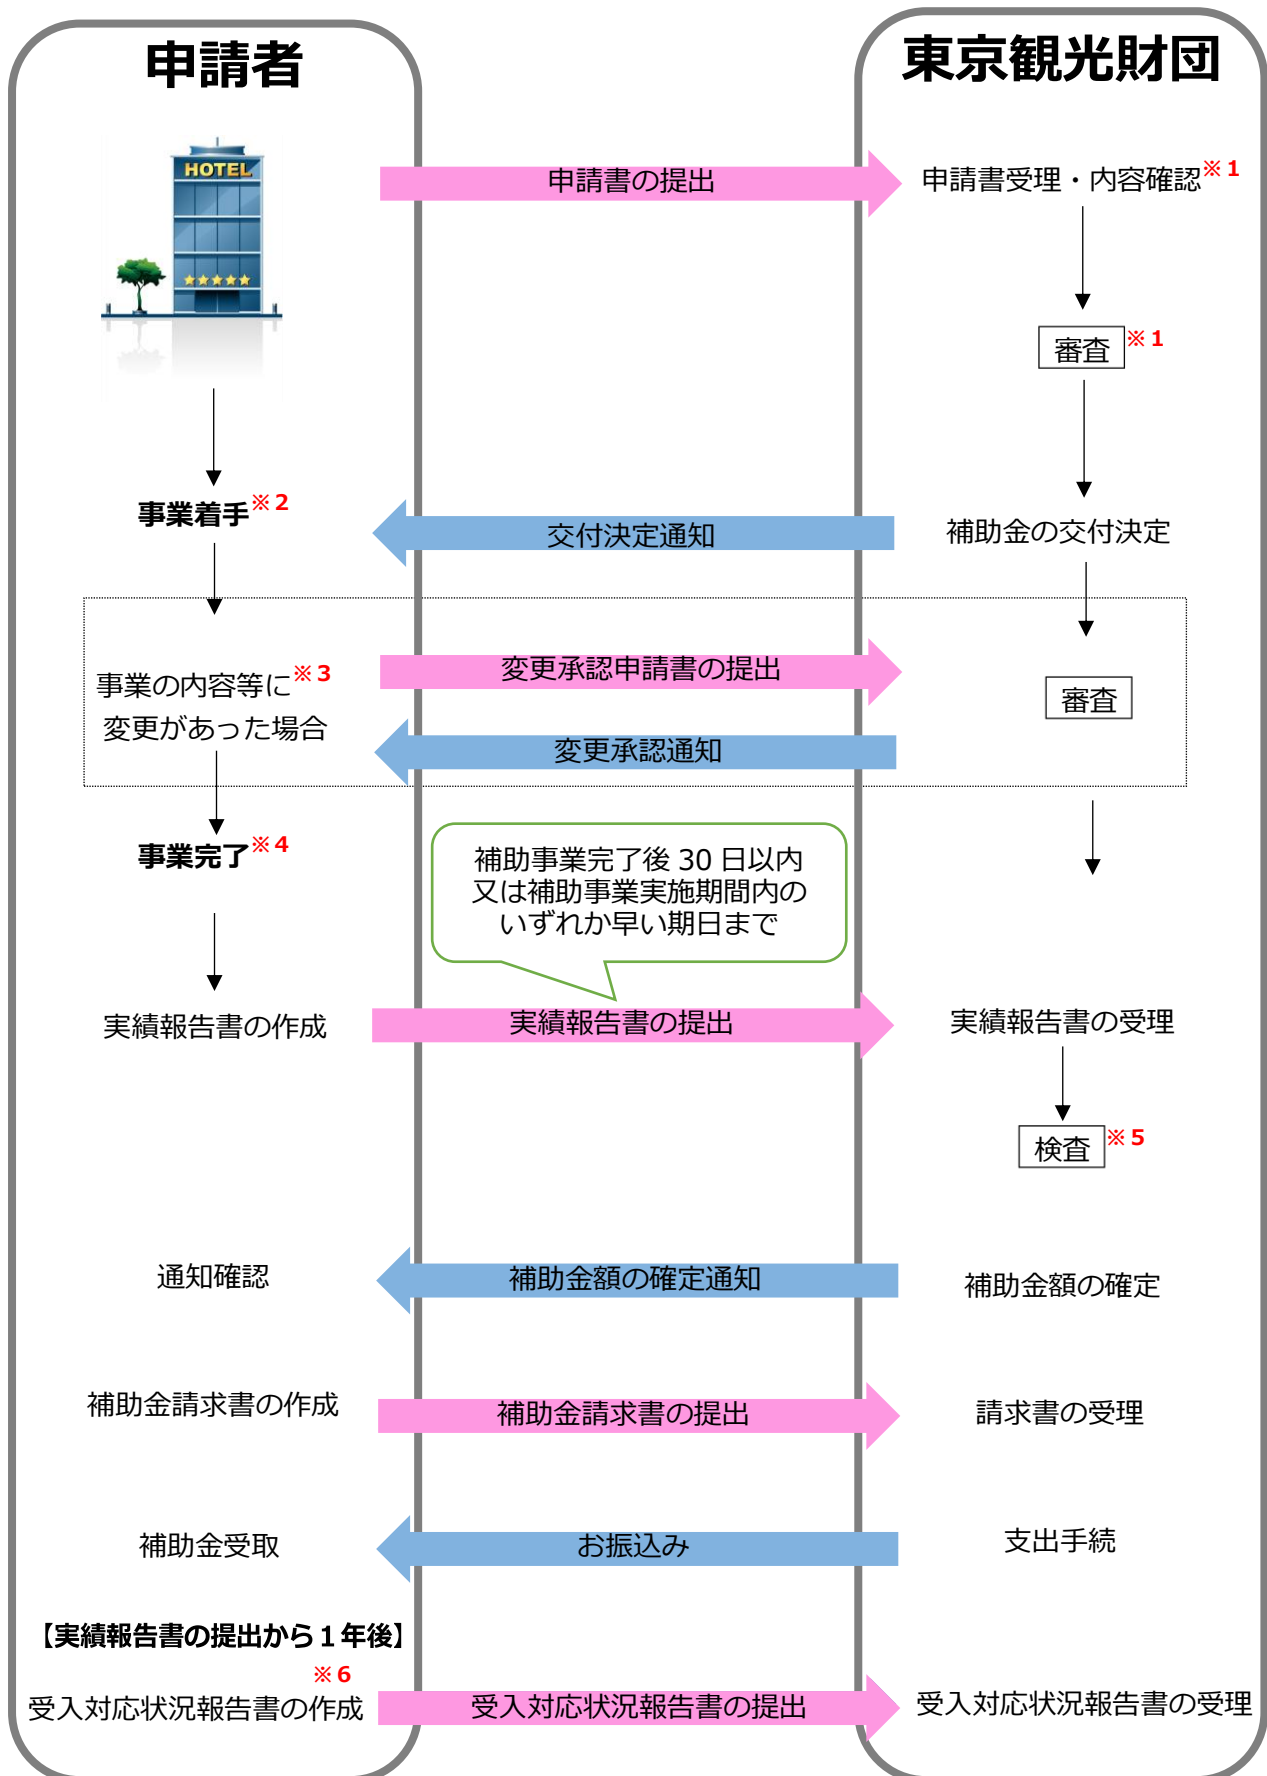 申請者
東京観光財団
HOTEL
申請書の提出
申請書受理・内容確認※1
審査※1
事業着手※2
交付決定通知
補助金の交付決定
事業の内容等に※3
変更があった場合
変更承認申請書の提出
審査
変更承認通知
事業完了※4
補助事業完了後 30 日以内
又は補助事業実施期間内の
いずれか早い期日まで
実績報告書の作成
実績報告書の提出
実績報告書の受理
検査※5
通知確認
補助金額の確定通知
補助金額の確定
補助金請求書の作成
補助金請求書の提出
請求書の受理
補助金受取
お振込み
支出手続
【実績報告書の提出から１年後】
※6
受入対応状況報告書の作成
受入対応状況報告書の提出
受入対応状況報告書の受理